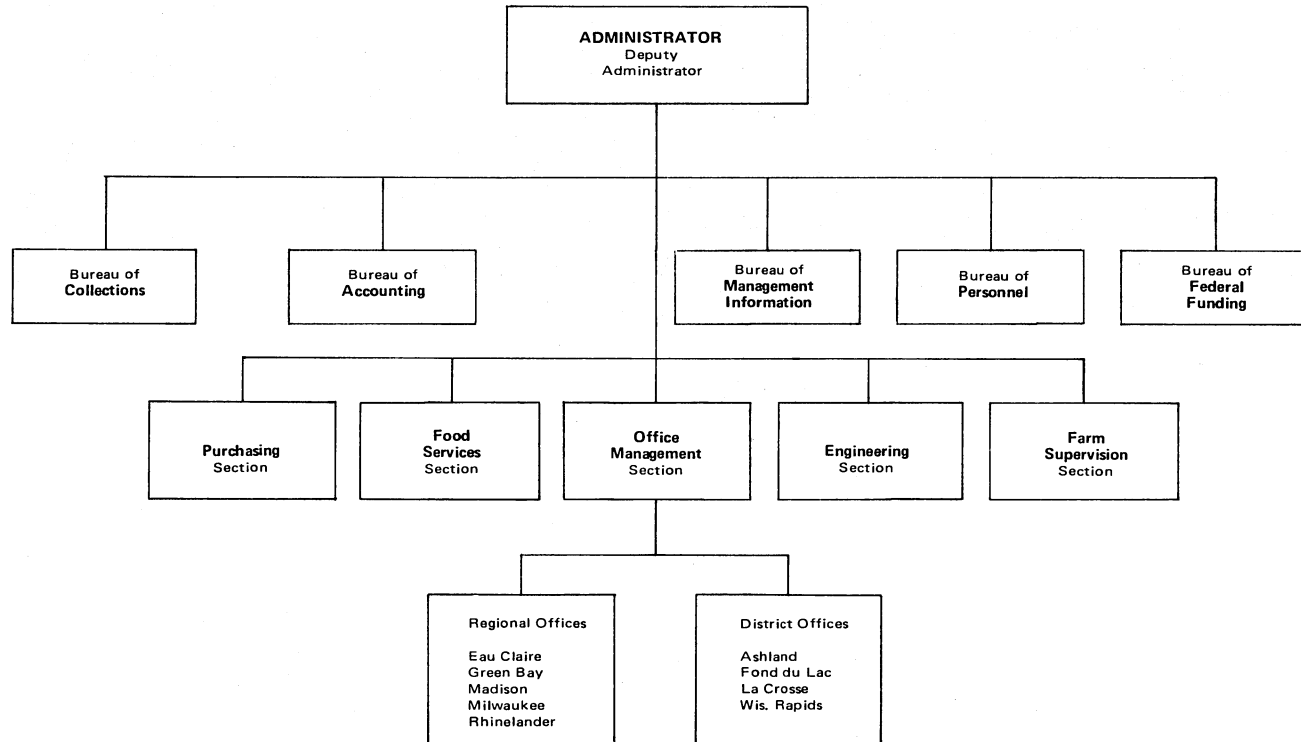 ADMINISTRATOR
Deputy
Administrator
Bureau of
Collections
Bureau of
Accounting
Bureau of
Management
Information
Bureau of
Personnel
Bureau of
Federal
Funding
Purchasing
Section
Food
Services
Section
Office
Management
Section
Engineering
Section
Farm
Supervision
Section
Regional Offices
Eau Claire
Green Bay
Madison
Milwaukee
Rhinelander
District Offices
Ashland
Fond du Lac
La Crosse
Wis. Rapids